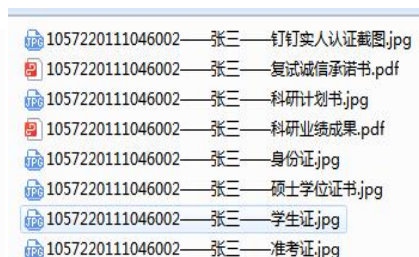 1057220111046002——张三——钉钉实人认证截图.jpg
1057220111046002——张三——复试诚信承诺书.pdf
1057220111046002——张三——科研计划书.jpg
1057220111046002——张三——科研业绩成果.pdf
1057220111046002——张三——身份证.jpg
1057220111046002——张三——硕士学位证书.jpg
1057220111046002——张三——学生证.jpg
1057220111046002——张三——准考证.jpg